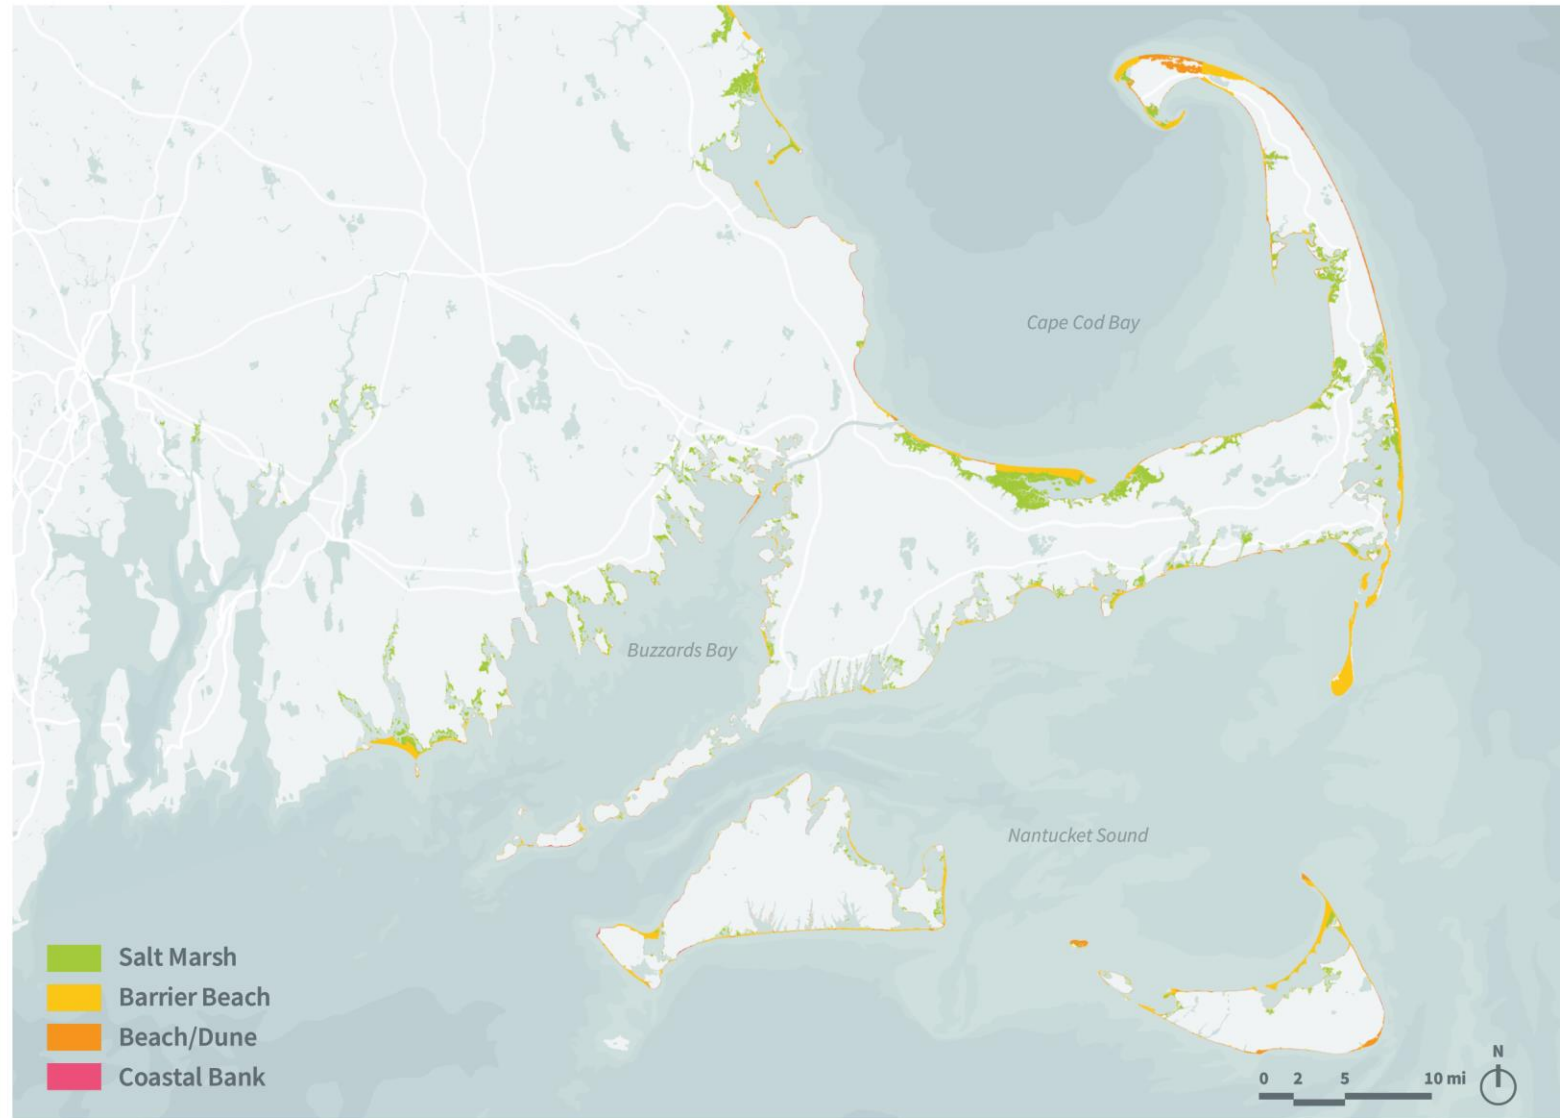 Cape Cod Bay
Buzzards Bay
Nantucket Sound
Salt Marsh
Barrier Beach
Beach/Dune
Coastal Bank
N
0 2 5 10 mi